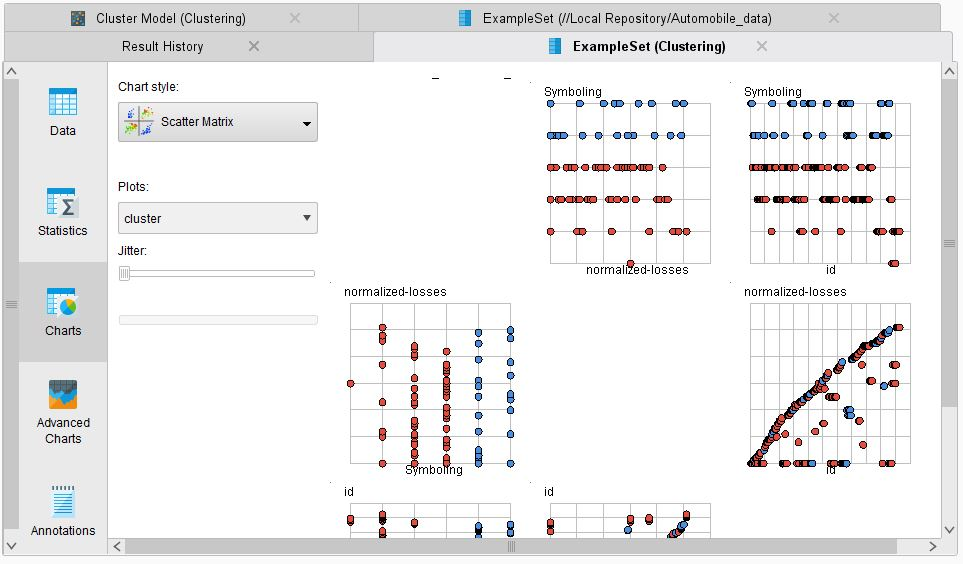 Cluster Model (Clustering)
ExampleSet (//Local Repository/Automobile_data)
Result History
ExampleSet (Clustering)
Data
Statistics
Charts
Advanced
Charts
Annotations
Chart style:
Scatter Matrix
Plots:
cluster
Jitter:
Symboling
normalized-losses
Symboling
id
normalized-losses
Symboling
normalized-losses
id
id
id